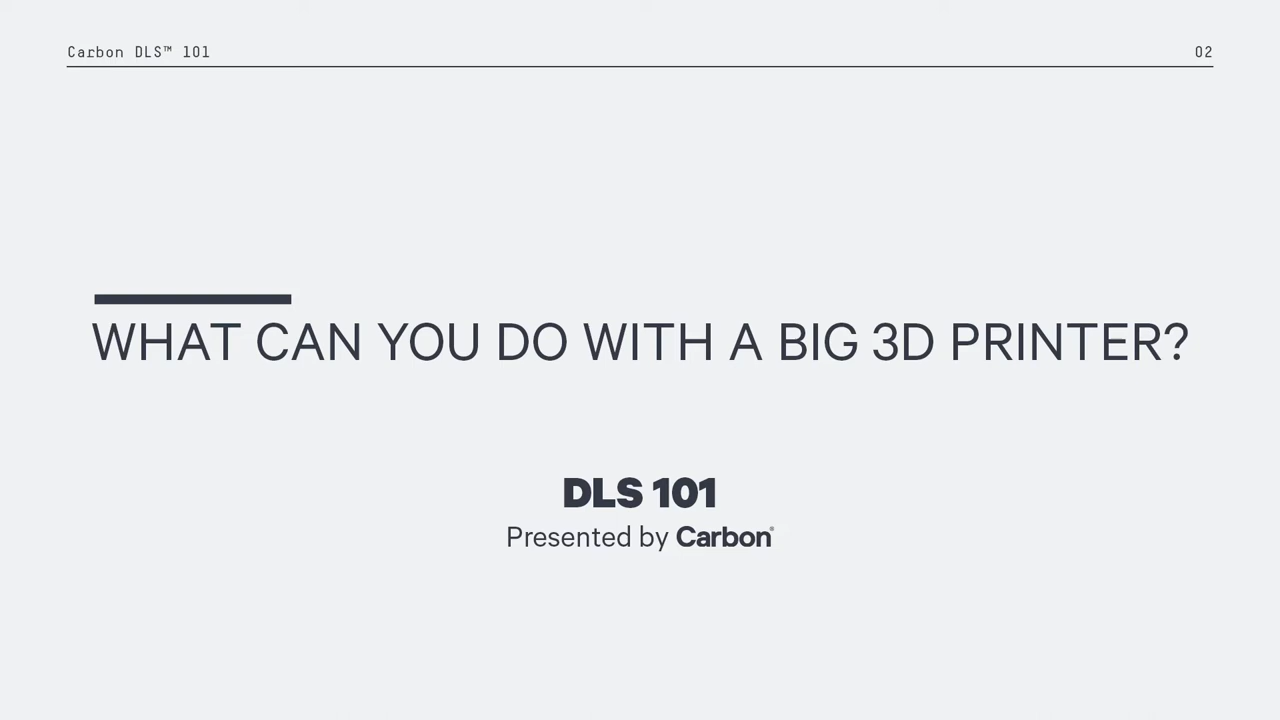 Carbon DLS™ 101
02
WHAT CAN YOU DO WITH A BIG 3D PRINTER?
DLS 101
Presented by Carbon®